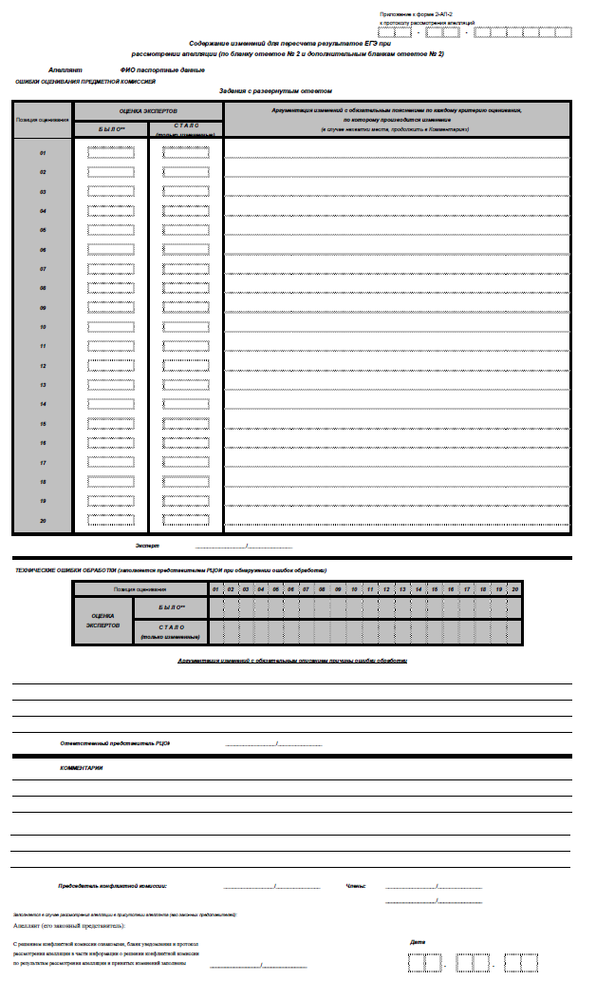 Приложение к форме 2-АП-2
к протоколу рассмотрения апелляций
Содержание изменений для пересчета результатов ЕГЭ при
рассмотрении апелляции (по бланку ответов № 2 и дополнительным бланкам ответов № 2)
Апеллянт ФИО паспортные данные
ОШИБКИ ОЦЕНИВАНИЯ ПРЕДМЕТНОЙ КОМИССИЕЙ
Задания с развернутым ответом
Позиция оценивания
ОЦЕНКА ЭКСПЕРТОВ
Б Ы Л О**
С Т А Л О
(только измененные)
Аргументация изменений с обязательным пояснением по каждому критерию оценивания,
по которому производится изменение
(в случае нехватки места, продолжить в Комментариях)
01
02
03
04
05
06
07
08
09
10
11
12
13
14
15
16
17
18
19
20
Эксперт ________________/______________
ТЕХНИЧЕСКИЕ ОШИБКИ ОБРАБОТКИ (заполняется представителем РЦОИ при обнаружении ошибок обработки)
Позиция оценивания 01 02 03 04 05 06 07 08 09 10 11 12 13 14 15 16 17 18 19 20
ОЦЕНКА
ЭКСПЕРТОВ
Б Ы Л О**
С Т А Л О
(только измененные)
Аргументация изменений с обязательным описанием причины ошибки обработки
Ответственный представитель РЦОИ ________________/______________
КОММЕНТАРИИ
Председатель конфликтной комиссии: ________________/______________ Члены: ________________/______________
________________/______________
Заполняется в случае рассмотрения апелляции в присутствии апеллянта (его законных представителей):
Апеллянт (его законный представитель):
С решением конфликтной комиссии ознакомлен, бланк уведомления и протокол
рассмотрения апелляции в части информации о решении конфликтной комиссии
по результатам рассмотрения апелляции и принятых изменений заполнены ________________/______________
Дата